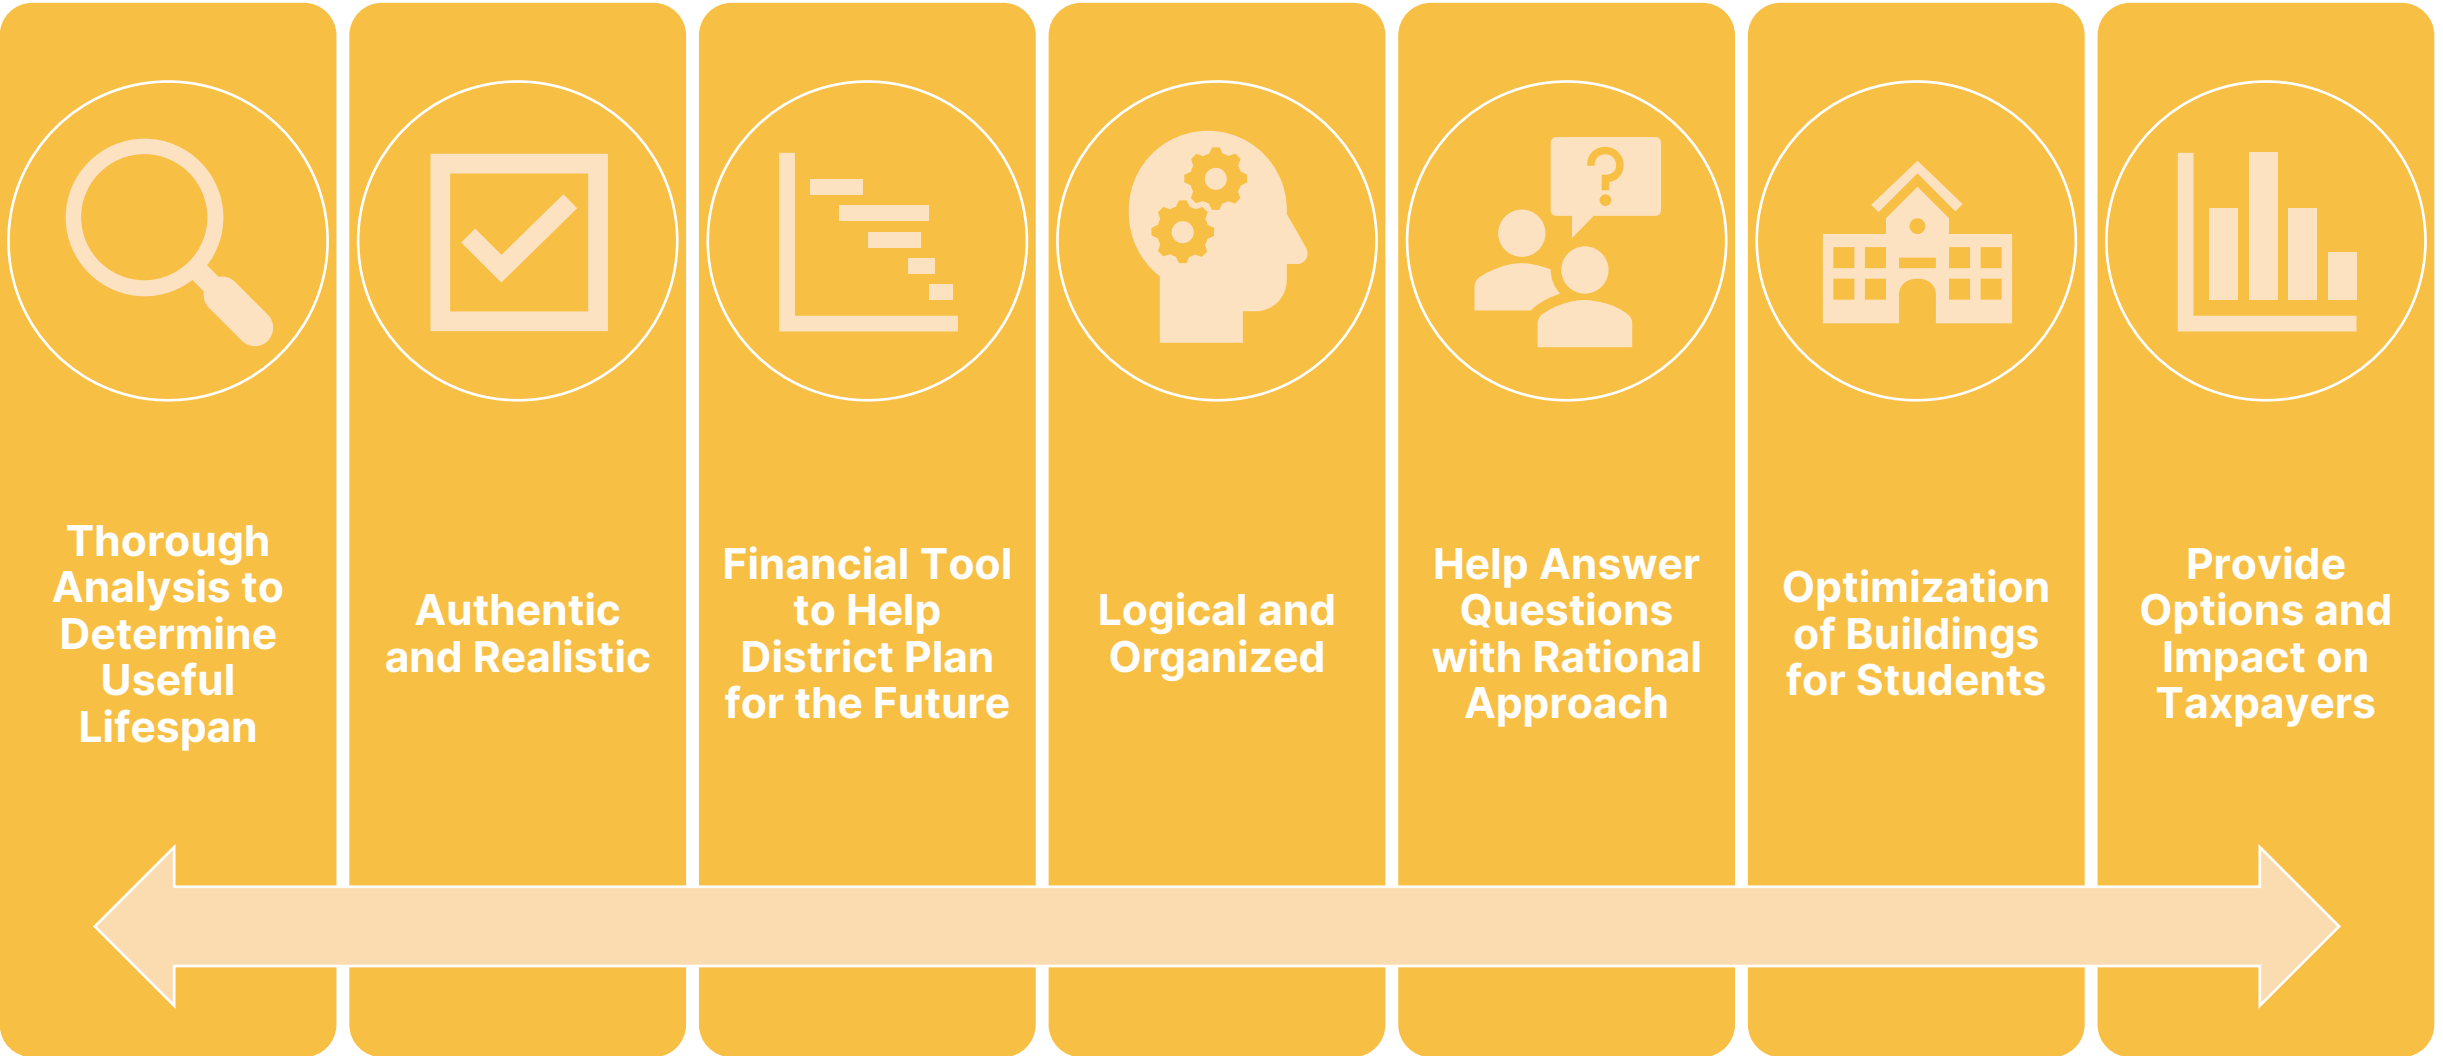 Thorough
Analysis to
Determine
Useful
Lifespan
Authentic
and Realistic
Financial Tool
to Help
District Plan
for the Future
Logical and
Organized
?
Help Answer
Questions
with Rational
Approach
Optimization
of Buildings
for Students
Provide
Options and
Impact on
Taxpayers